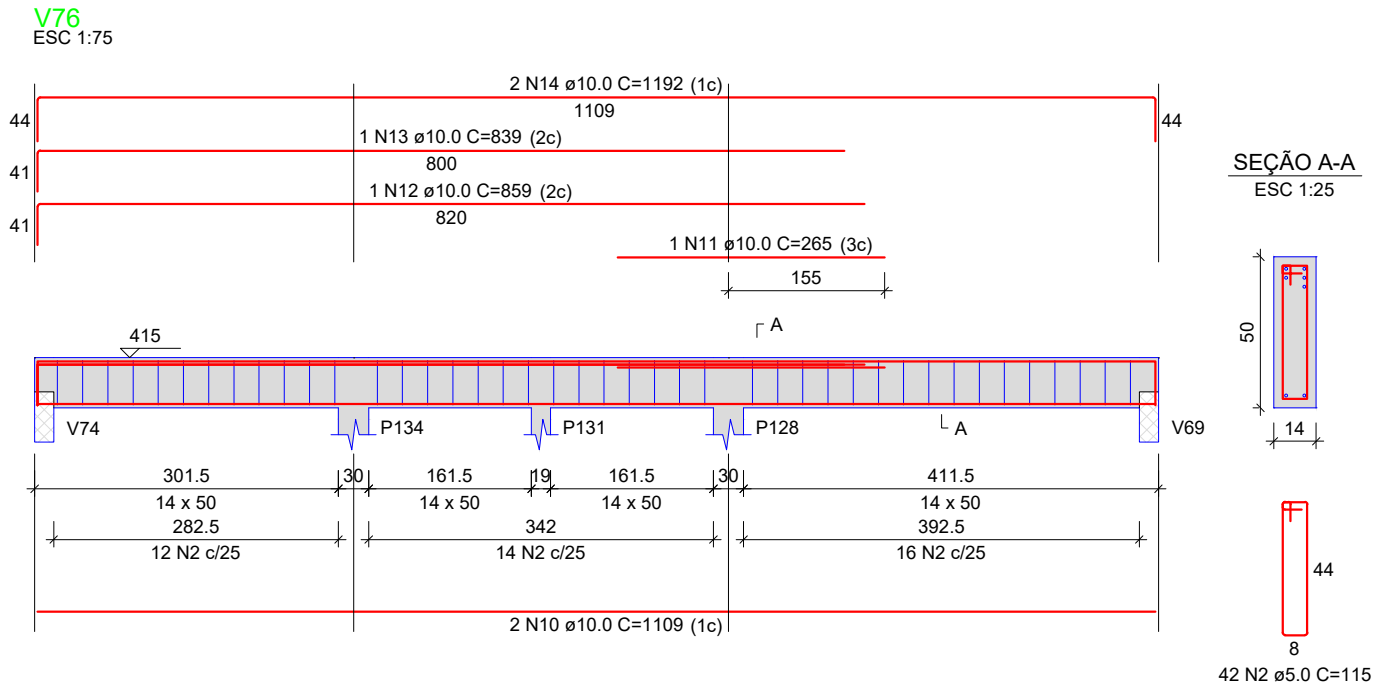 V76
ESC 1:75
2 N14 ø10.0 C=1192 (1c)
1109
44
44
1 N13 ø10.0 C=839 (2c)
800
41
1 N12 ø10.0 C=859 (2c)
820
41
1 N11 ø10.0 C=265 (3c)
155
A
415
V74
P134
P131
P128
A
V69
301.5
30
161.5
19
161.5
30
411.5
14 x 50
14 x 50
14 x 50
14 x 50
282.5
342
392.5
12 N2 c/25
14 N2 c/25
16 N2 c/25
2 N10 ø10.0 C=1109 (1c)
SEÇÃO A-A
ESC 1:25
50
14
44
8
42 N2 ø5.0 C=115